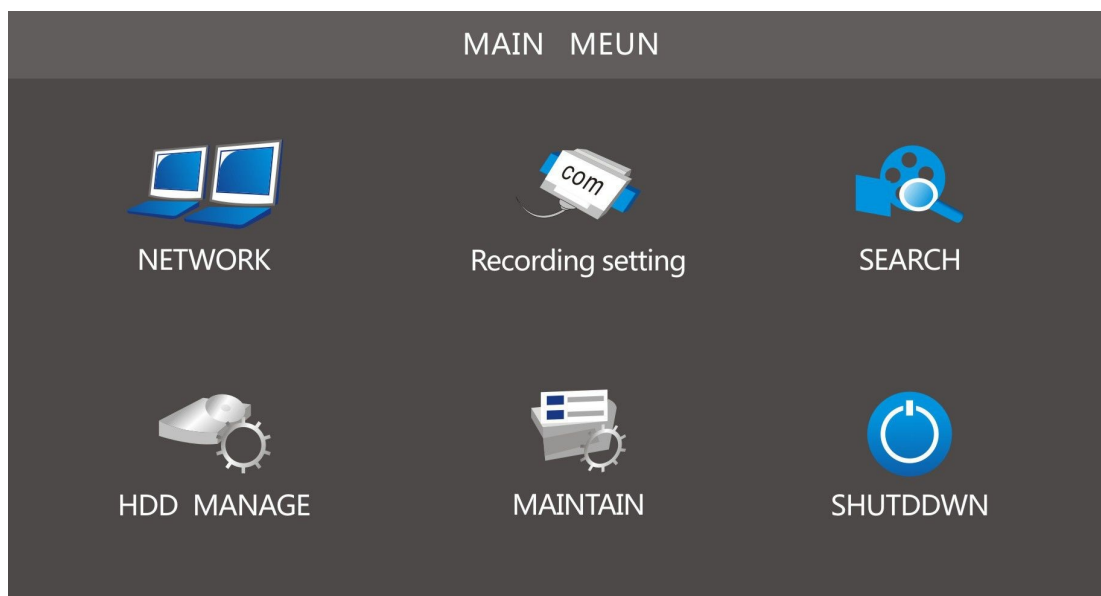 MAIN MEUN
com
NETWORK Recording setting SEARCH
HDD MANAGE MAINTAIN SHUTDDWN